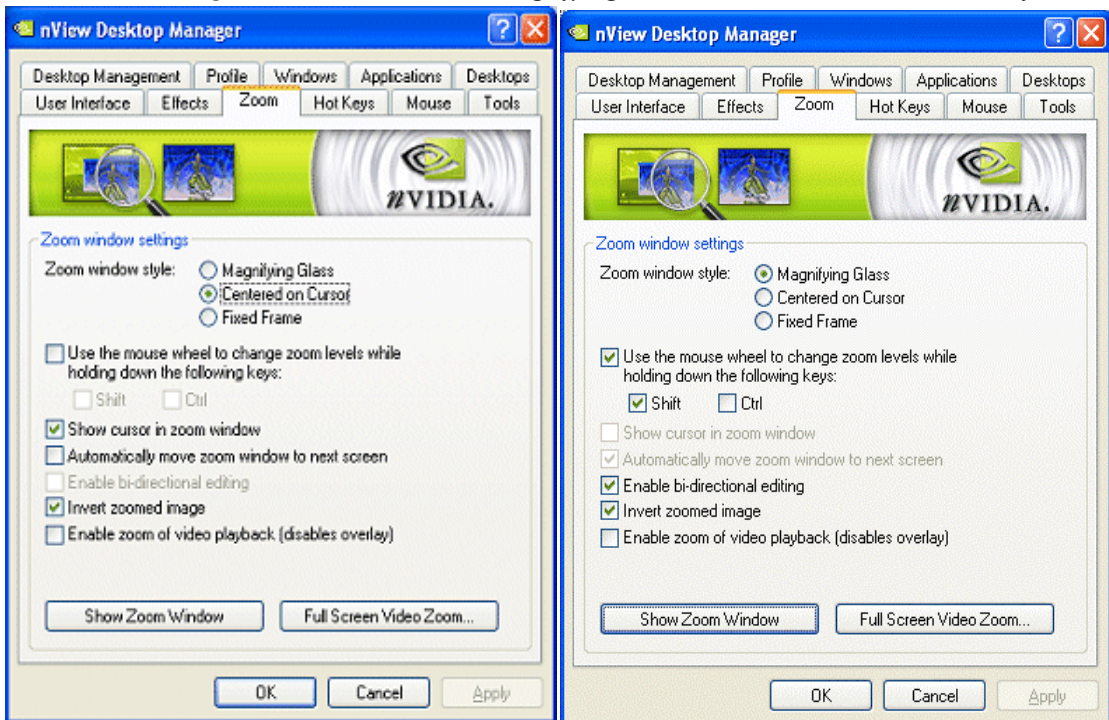 nView Desktop Manager
Desktop Management Profile Windows Applications Desktops
User Interface Effects Zoom Hot Keys Mouse Tools
nVIDIA.
Zoom window settings
Zoom window style: Magnifying Glass
Centered on Cursor
Fixed Frame
Use the mouse wheel to change zoom levels while
holding down the following keys:
Shift Ctrl
Show cursor in zoom window
Automatically move zoom window to next screen
Enable bi-directional editing
Invert zoomed image
Enable zoom of video playback (disables overlay)
Show Zoom Window Full Screen Video Zoom...
OK Cancel Apply
nView Desktop Manager
Desktop Management Profile Windows Applications Desktops
User Interface Effects Zoom Hot Keys Mouse Tools
nVIDIA.
Zoom window settings
Zoom window style: Magnifying Glass
Centered on Cursor
Fixed Frame
Use the mouse wheel to change zoom levels while
holding down the following keys:
Shift Ctrl
Show cursor in zoom window
Automatically move zoom window to next screen
Enable bi-directional editing
Invert zoomed image
Enable zoom of video playback (disables overlay)
Show Zoom Window Full Screen Video Zoom...
OK Cancel Apply